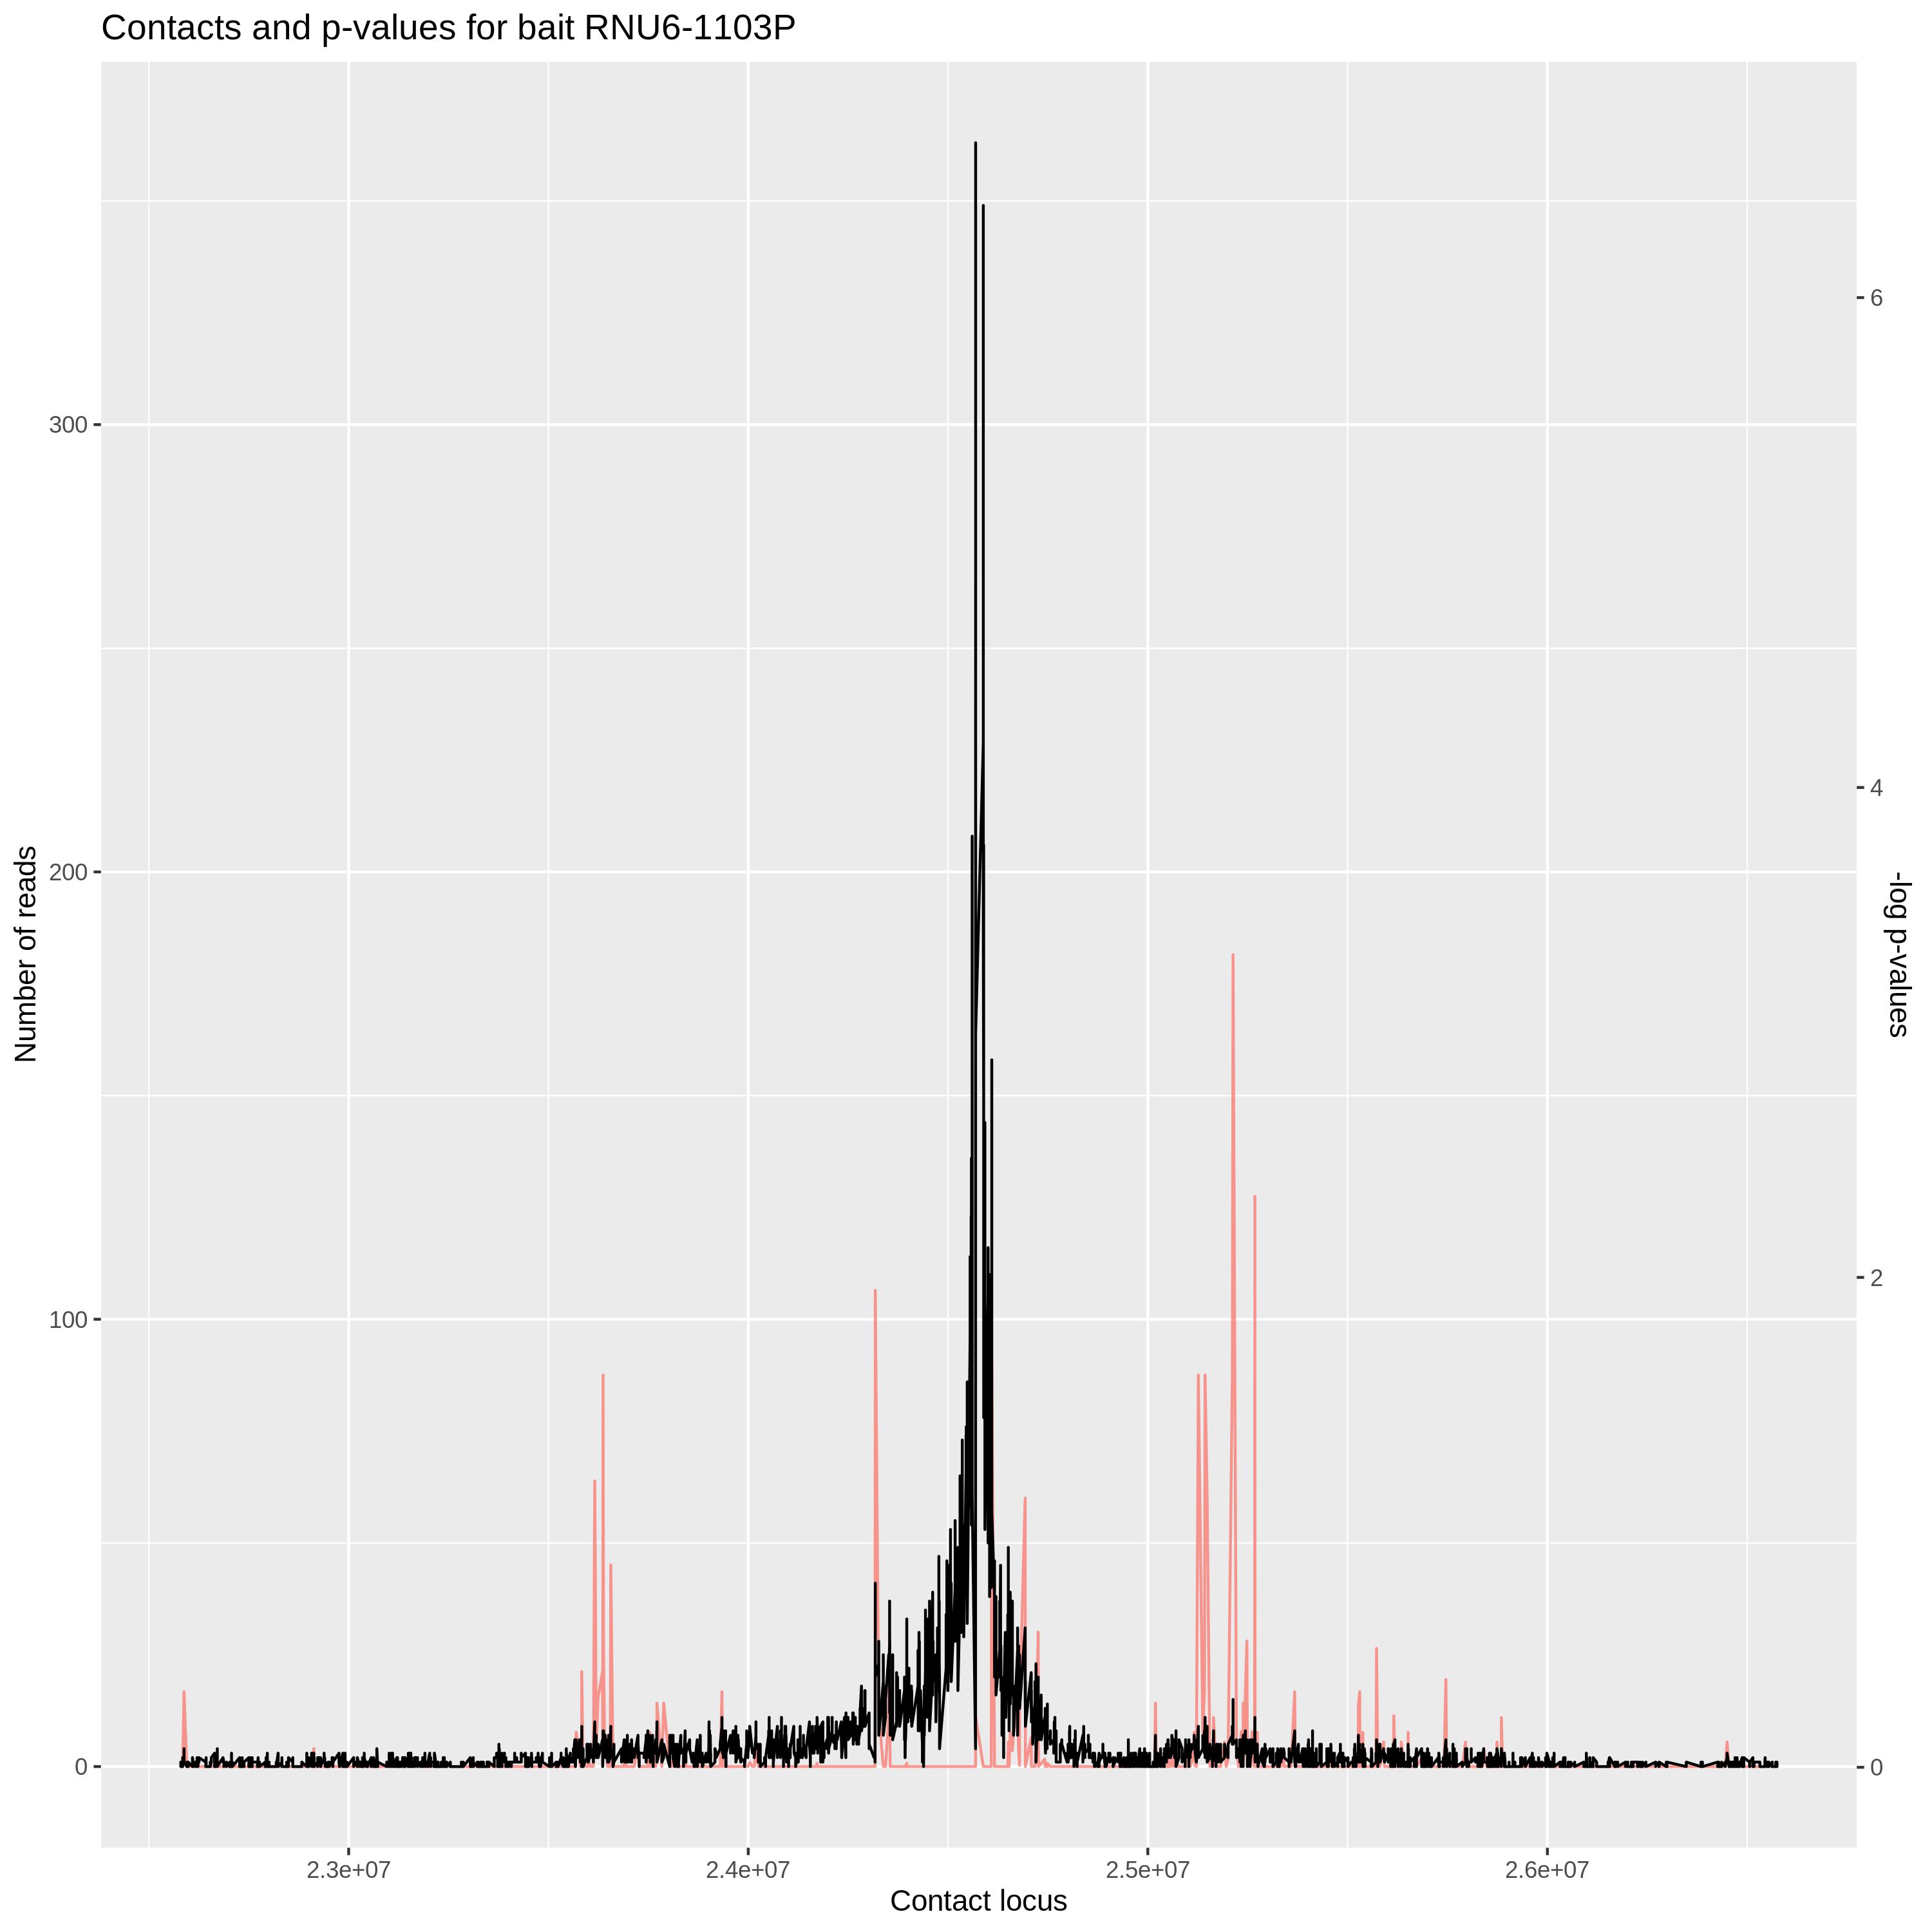 Contacts and p-values for bait RNU6-1103P
Number of reads
300
200
100
0
6
4
2
0
-log p-values
2.3e+07
2.4e+07
2.5e+07
2.6e+07
Contact locus